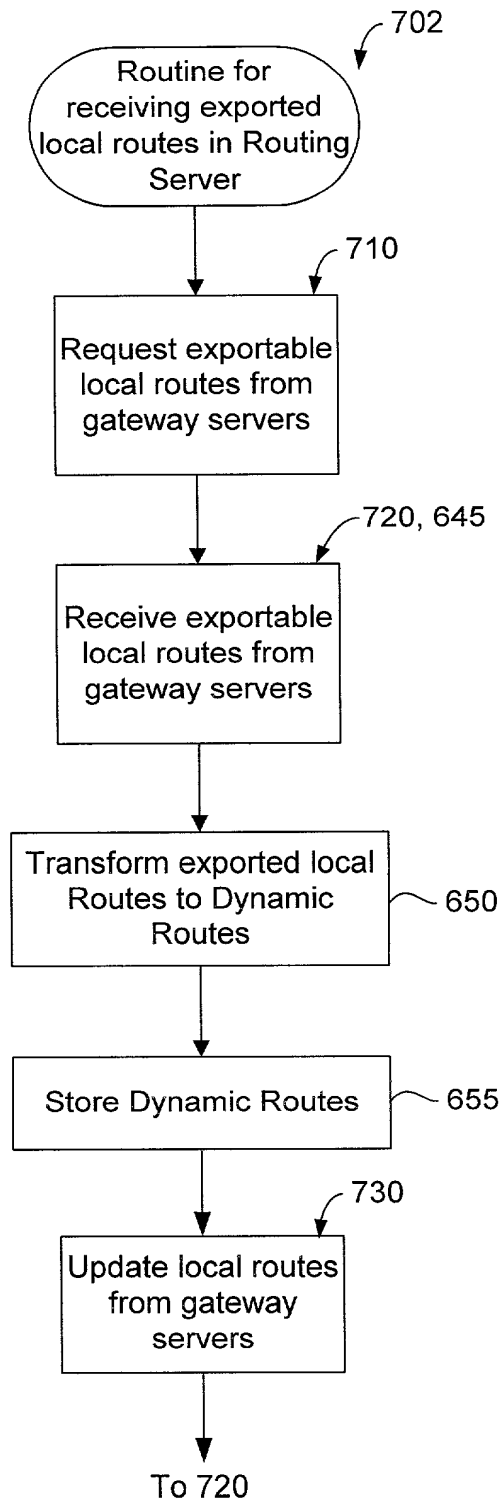 702
Routine for
receiving exported
local routes in Routing
Server
710
Request exportable
local routes from
gateway servers
720, 645
Receive exportable
local routes from
gateway servers
Transform exported local
Routes to Dynamic
Routes
650
Store Dynamic Routes
655
730
Update local routes
from gateway
servers
To 720